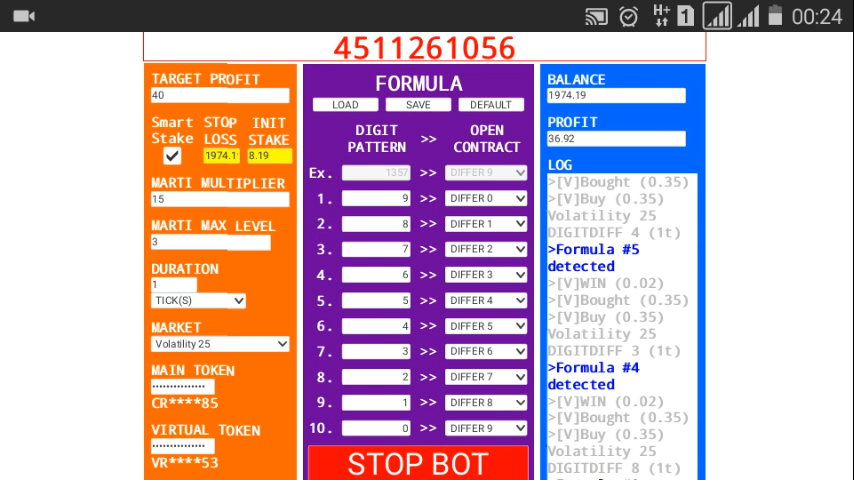 H+ 1 00:24
4511261056
TARGET PROFIT
40
Smart Stake STOP LOSS INIT STAKE
1974.1 8.19
MARTI MULTIPLIER
15
MARTI MAX LEVEL
3
DURATION
1
TICK(S)
MARKET
Volatility 25
MAIN TOKEN
CR****85
VIRTUAL TOKEN
VR****53
FORMULA
LOAD SAVE DEFAULT
DIGIT PATTERN >> OPEN CONTRACT
Ex. 1357 >> DIFFER 9
1. 9 >> DIFFER 0
2. 8 >> DIFFER 1
3. 7 >> DIFFER 2
4. 6 >> DIFFER 3
5. 5 >> DIFFER 4
6. 4 >> DIFFER 5
7. 3 >> DIFFER 6
8. 2 >> DIFFER 7
9. 1 >> DIFFER 8
10. 0 >> DIFFER 9
STOP BOT
BALANCE
1974.19
PROFIT
36.92
LOG
>[V]Bought (0.35)
>[V]Buy (0.35)
Volatility 25
DIGITDIFF 4 (1t)
>Formula #5
detected
>[V]WIN (0.02)
>[V]Bought (0.35)
>[V]Buy (0.35)
Volatility 25
DIGITDIFF 3 (1t)
>Formula #4
detected
>[V]WIN (0.02)
>[V]Bought (0.35)
>[V]Buy (0.35)
Volatility 25
DIGITDIFF 8 (1t)